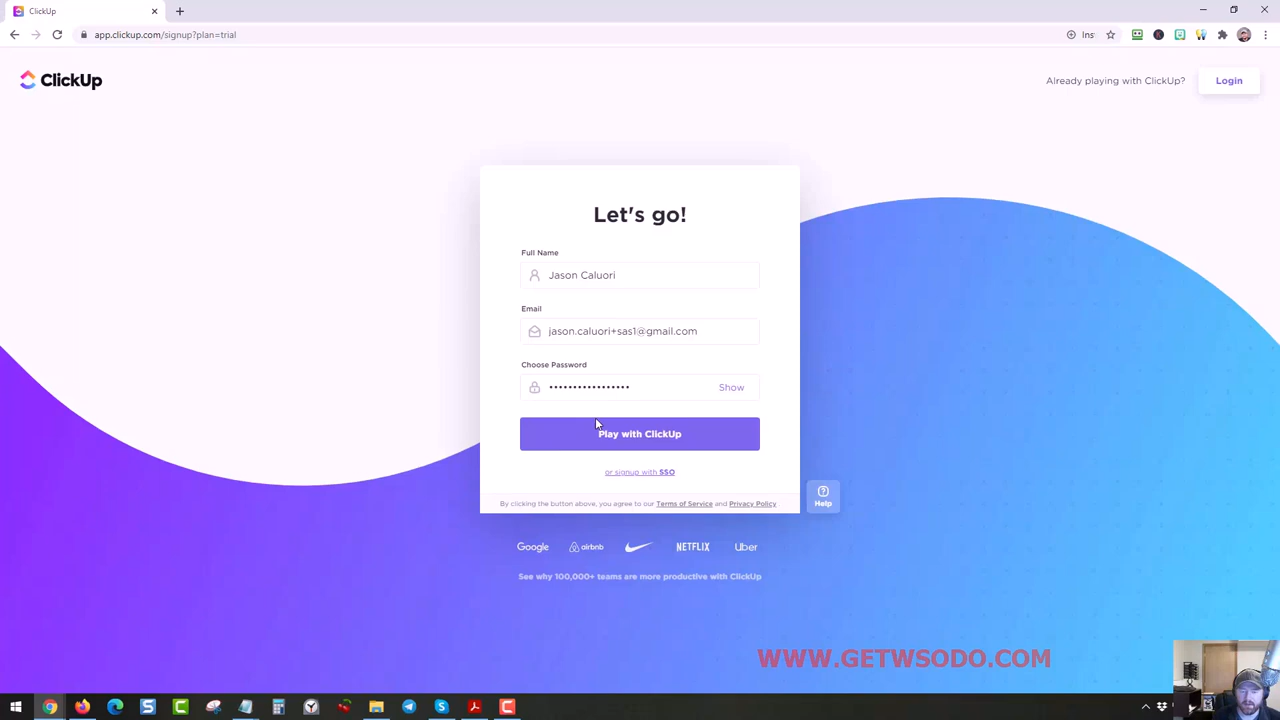 ClickUp
app.clickup.com/signup?plan=trial
Ins
ClickUp
Already playing with ClickUp?
Login
Let's go!
Full Name
Jason Caluori
Email
jason.caluori+sas1@gmail.com
Choose Password
•••••••••••••••••
Show
Play with ClickUp
or signup with SSO
By clicking the button above, you agree to our Terms of Service and Privacy Policy
Help
Google airbnb NETFLIX Uber
See why 100,000+ teams are more productive with ClickUp
WWW.GETWSODO.COM